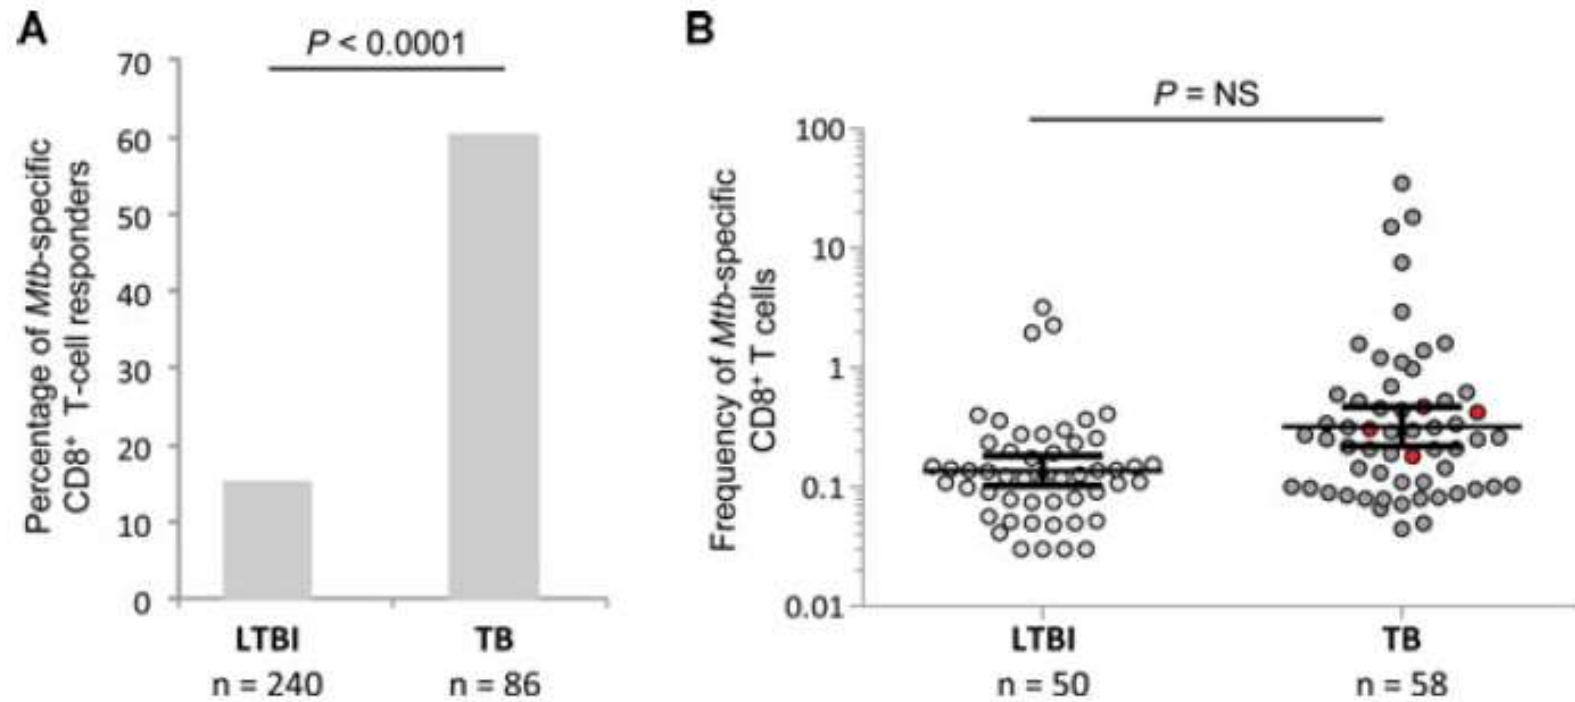 A
P < 0.0001
Percentage of Mtb-specific
CD8⁺ T-cell responders
70
60
50
40
30
20
10
0
LTBI
TB
n = 240
n = 86
B
P = NS
Frequency of Mtb-specific
CD8⁺ T cells
100
10
1
0.1
0.01
LTBI
TB
n = 50
n = 58